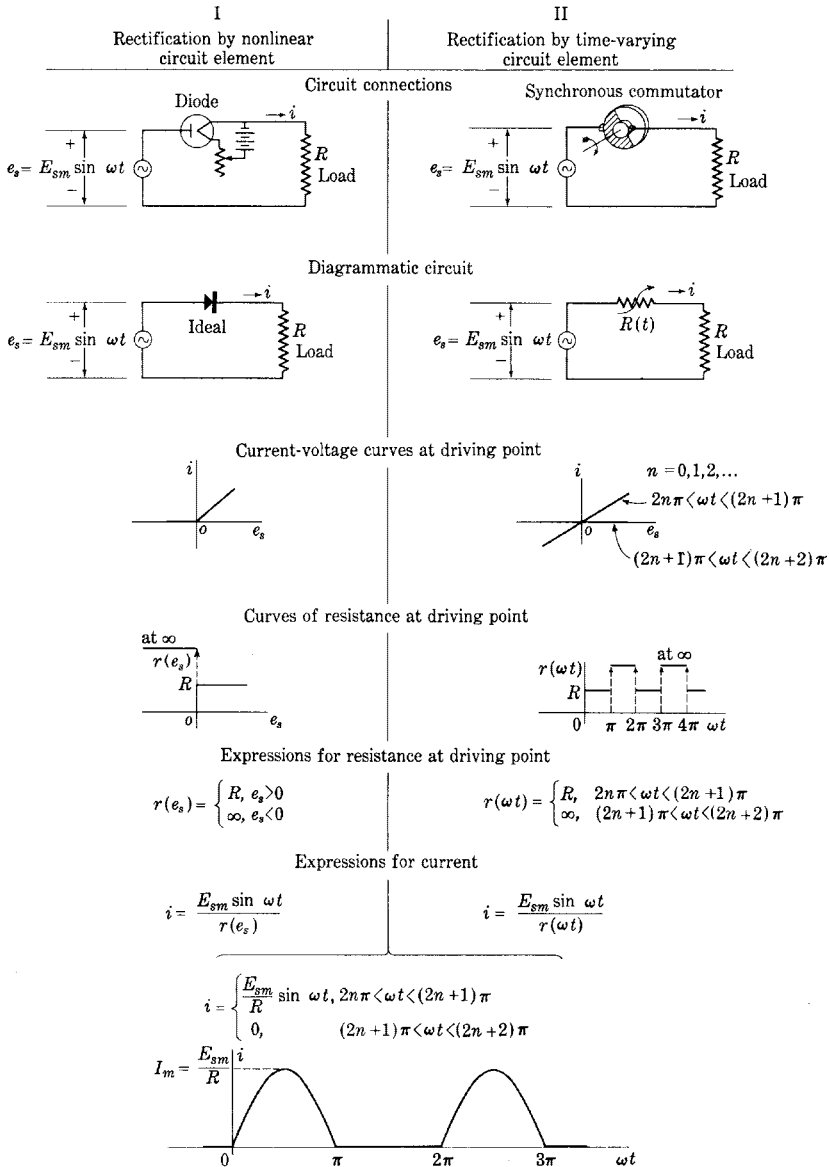 I
II
Rectification by nonlinear
circuit element
Rectification by time-varying
circuit element
Circuit connections
Diode
→ i
+
e_s = E_sm sin ωt
−
R
Load
Synchronous commutator
→ i
+
e_s = E_sm sin ωt
−
R
Load
Diagrammatic circuit
→ i
+
Ideal
e_s = E_sm sin ωt
−
R
Load
→ i
+
R(t)
e_s = E_sm sin ωt
−
R
Load
Current-voltage curves at driving point
i
o
e_s
i
n = 0,1,2,...
2nπ<ωt<(2n+1)π
o
e_s
(2n+1)π<ωt<(2n+2)π
Curves of resistance at driving point
at ∞
r(e_s)
R
o
e_s
at ∞
r(ωt)
R
0 π 2π 3π 4π ωt
Expressions for resistance at driving point
r(e_s) = { R, e_s>0
∞, e_s<0
r(ωt) = { R, 2nπ<ωt<(2n+1)π
∞, (2n+1)π<ωt<(2n+2)π
Expressions for current
i = E_sm sin ωt / r(e_s)
i = E_sm sin ωt / r(ωt)
i = { E_sm/R sin ωt, 2nπ<ωt<(2n+1)π
0, (2n+1)π<ωt<(2n+2)π
I_m = E_sm/R
i
0 π 2π 3π ωt